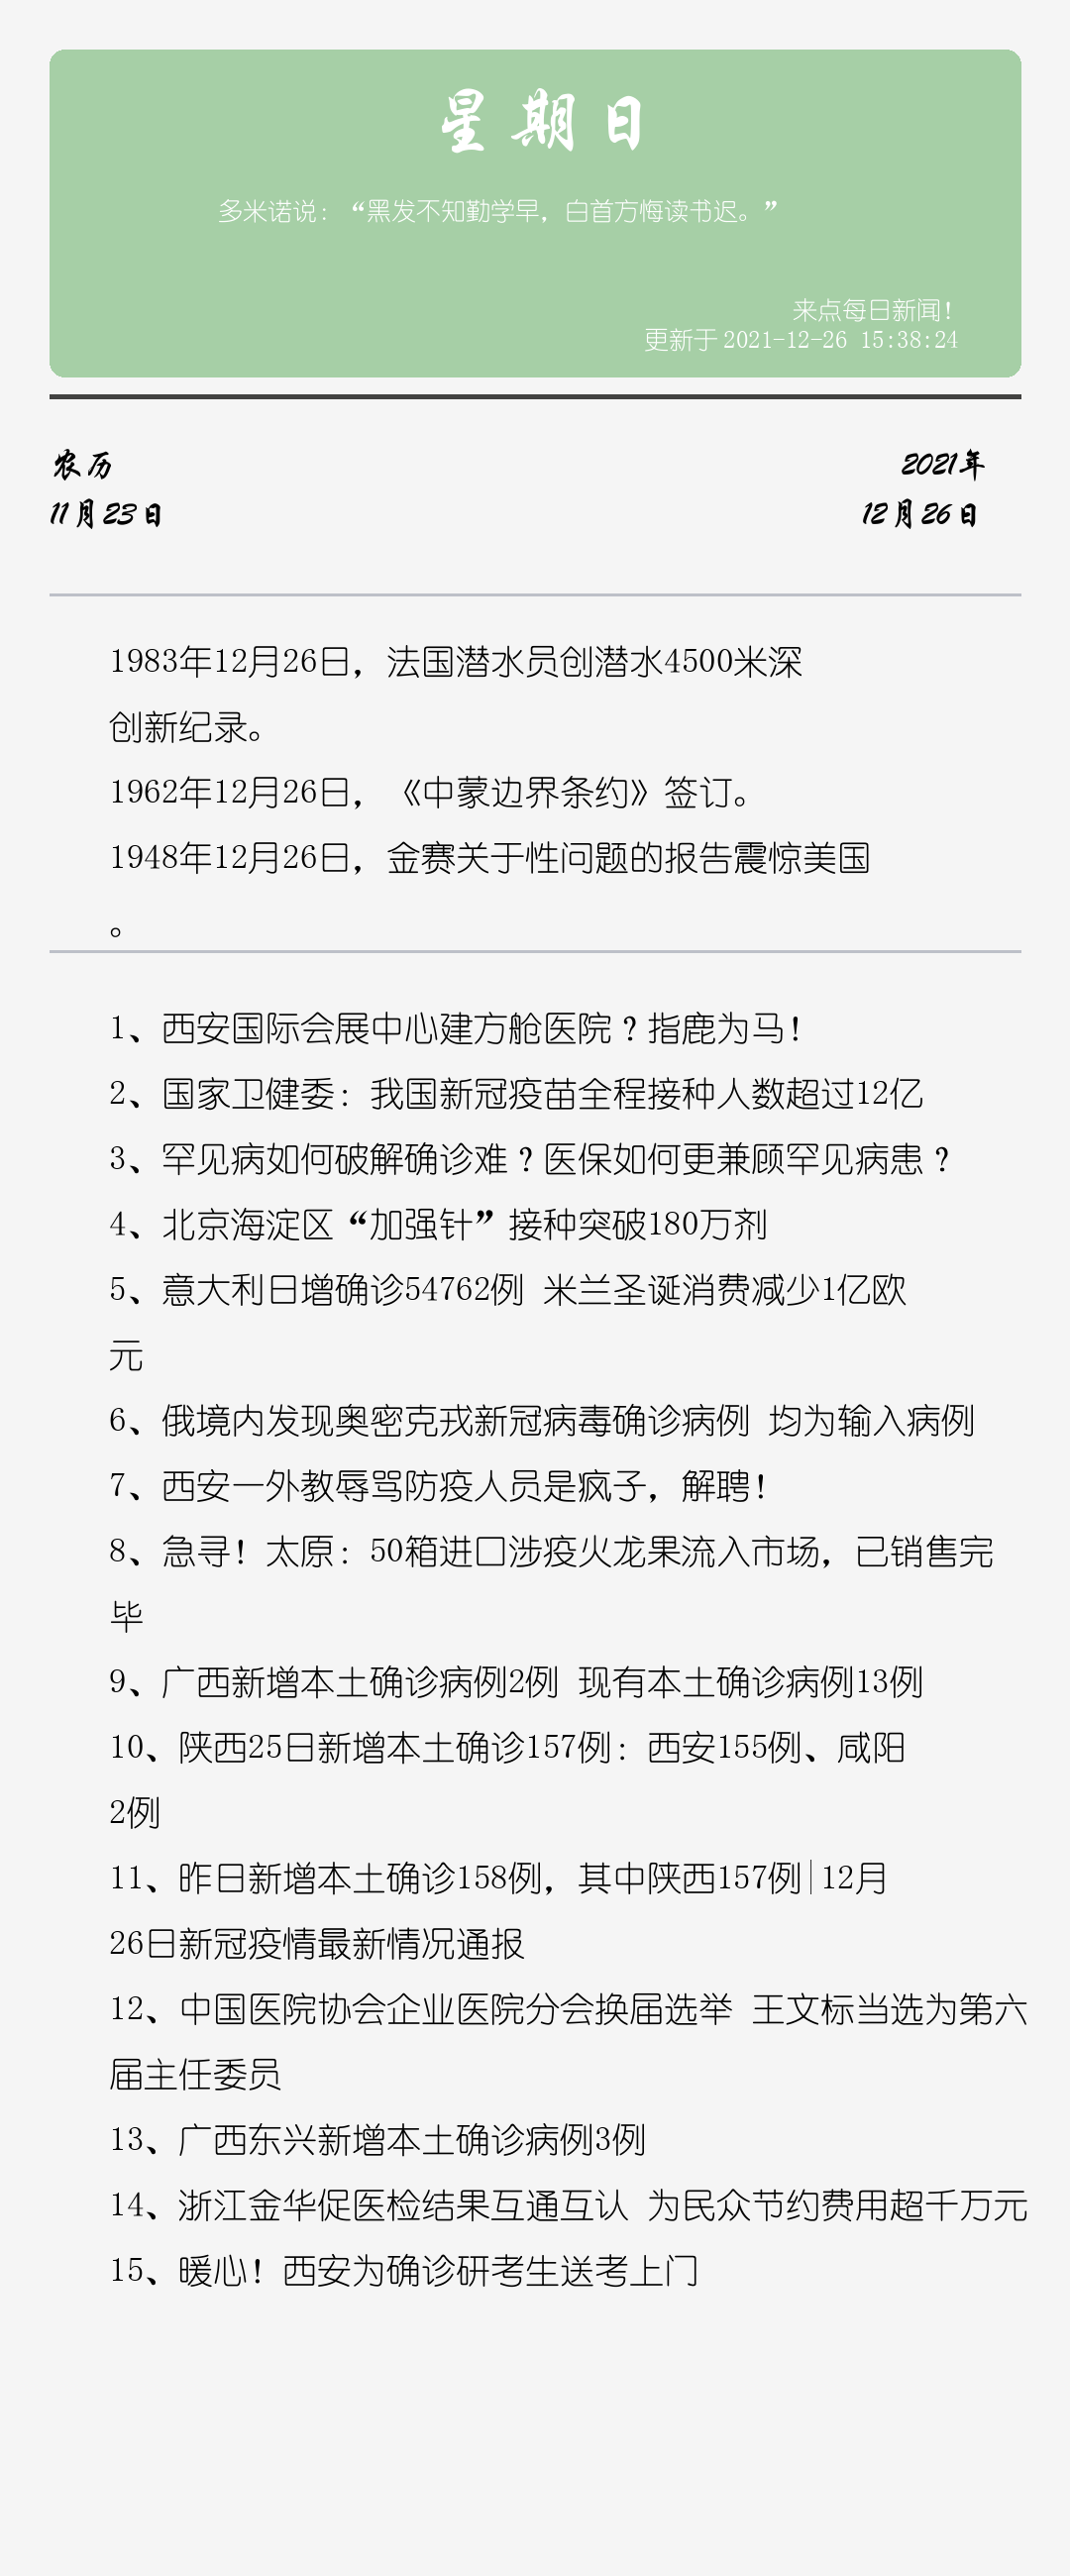 星期日
多米诺说：“黑发不知勤学早，白首方悔读书迟。”
来点每日新闻！
更新于 2021-12-26 15:38:24
农历
2021年
11月23日
12月26日
1983年12月26日，法国潜水员创潜水4500米深
创新纪录。
1962年12月26日，《中蒙边界条约》签订。
1948年12月26日，金赛关于性问题的报告震惊美国
。
1、西安国际会展中心建方舱医院？指鹿为马！
2、国家卫健委：我国新冠疫苗全程接种人数超过12亿
3、罕见病如何破解确诊难？医保如何更兼顾罕见病患？
4、北京海淀区“加强针”接种突破180万剂
5、意大利日增确诊54762例 米兰圣诞消费减少1亿欧
元
6、俄境内发现奥密克戎新冠病毒确诊病例 均为输入病例
7、西安一外教辱骂防疫人员是疯子，解聘！
8、急寻！太原：50箱进口涉疫火龙果流入市场，已销售完
毕
9、广西新增本土确诊病例2例 现有本土确诊病例13例
10、陕西25日新增本土确诊157例：西安155例、咸阳
2例
11、昨日新增本土确诊158例，其中陕西157例|12月
26日新冠疫情最新情况通报
12、中国医院协会企业医院分会换届选举 王文标当选为第六
届主任委员
13、广西东兴新增本土确诊病例3例
14、浙江金华促医检结果互通互认 为民众节约费用超千万元
15、暖心！西安为确诊研考生送考上门